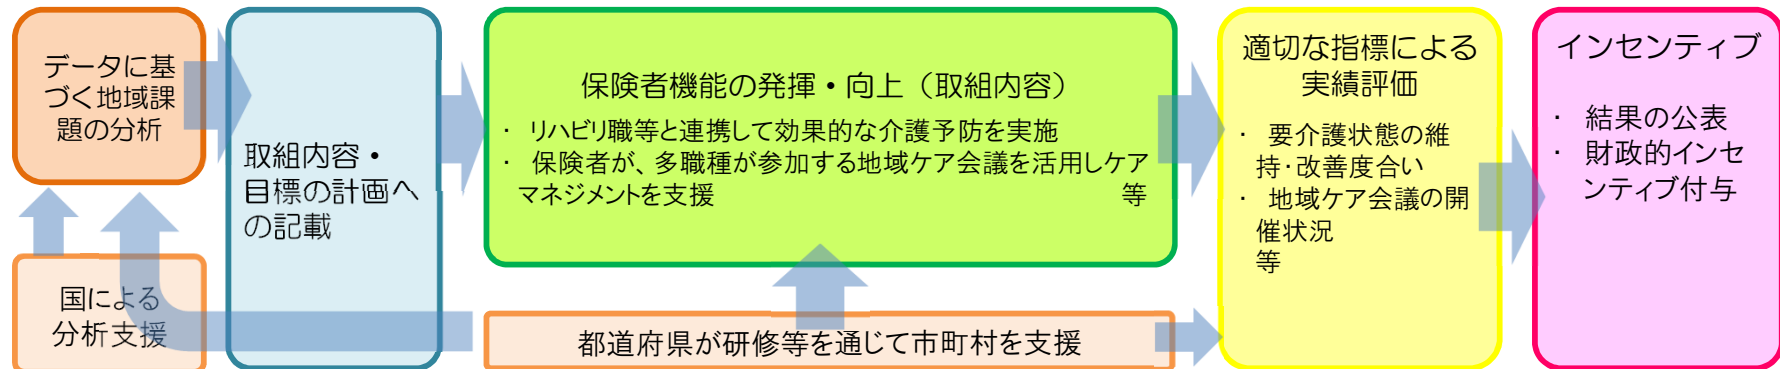 データに基
づく地域課
題の分析
国による
分析支援
取組内容・
目標の計画へ
の記載
保険者機能の発揮・向上（取組内容）
・ リハビリ職等と連携して効果的な介護予防を実施
・ 保険者が、多職種が参加する地域ケア会議を活用しケア
マネジメントを支援 等
都道府県が研修等を通じて市町村を支援
適切な指標による
実績評価
・ 要介護状態の維
持・改善度合い
・ 地域ケア会議の開
催状況
等
インセンティブ
・ 結果の公表
・ 財政的インセ
ンティブ付与